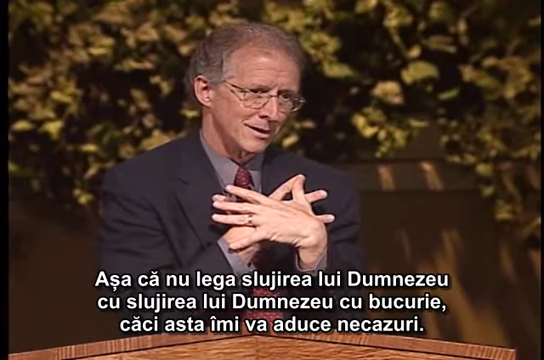 Așa că nu lega slujirea lui Dumnezeu
cu slujirea lui Dumnezeu cu bucurie,
căci asta îmi va aduce necazuri.